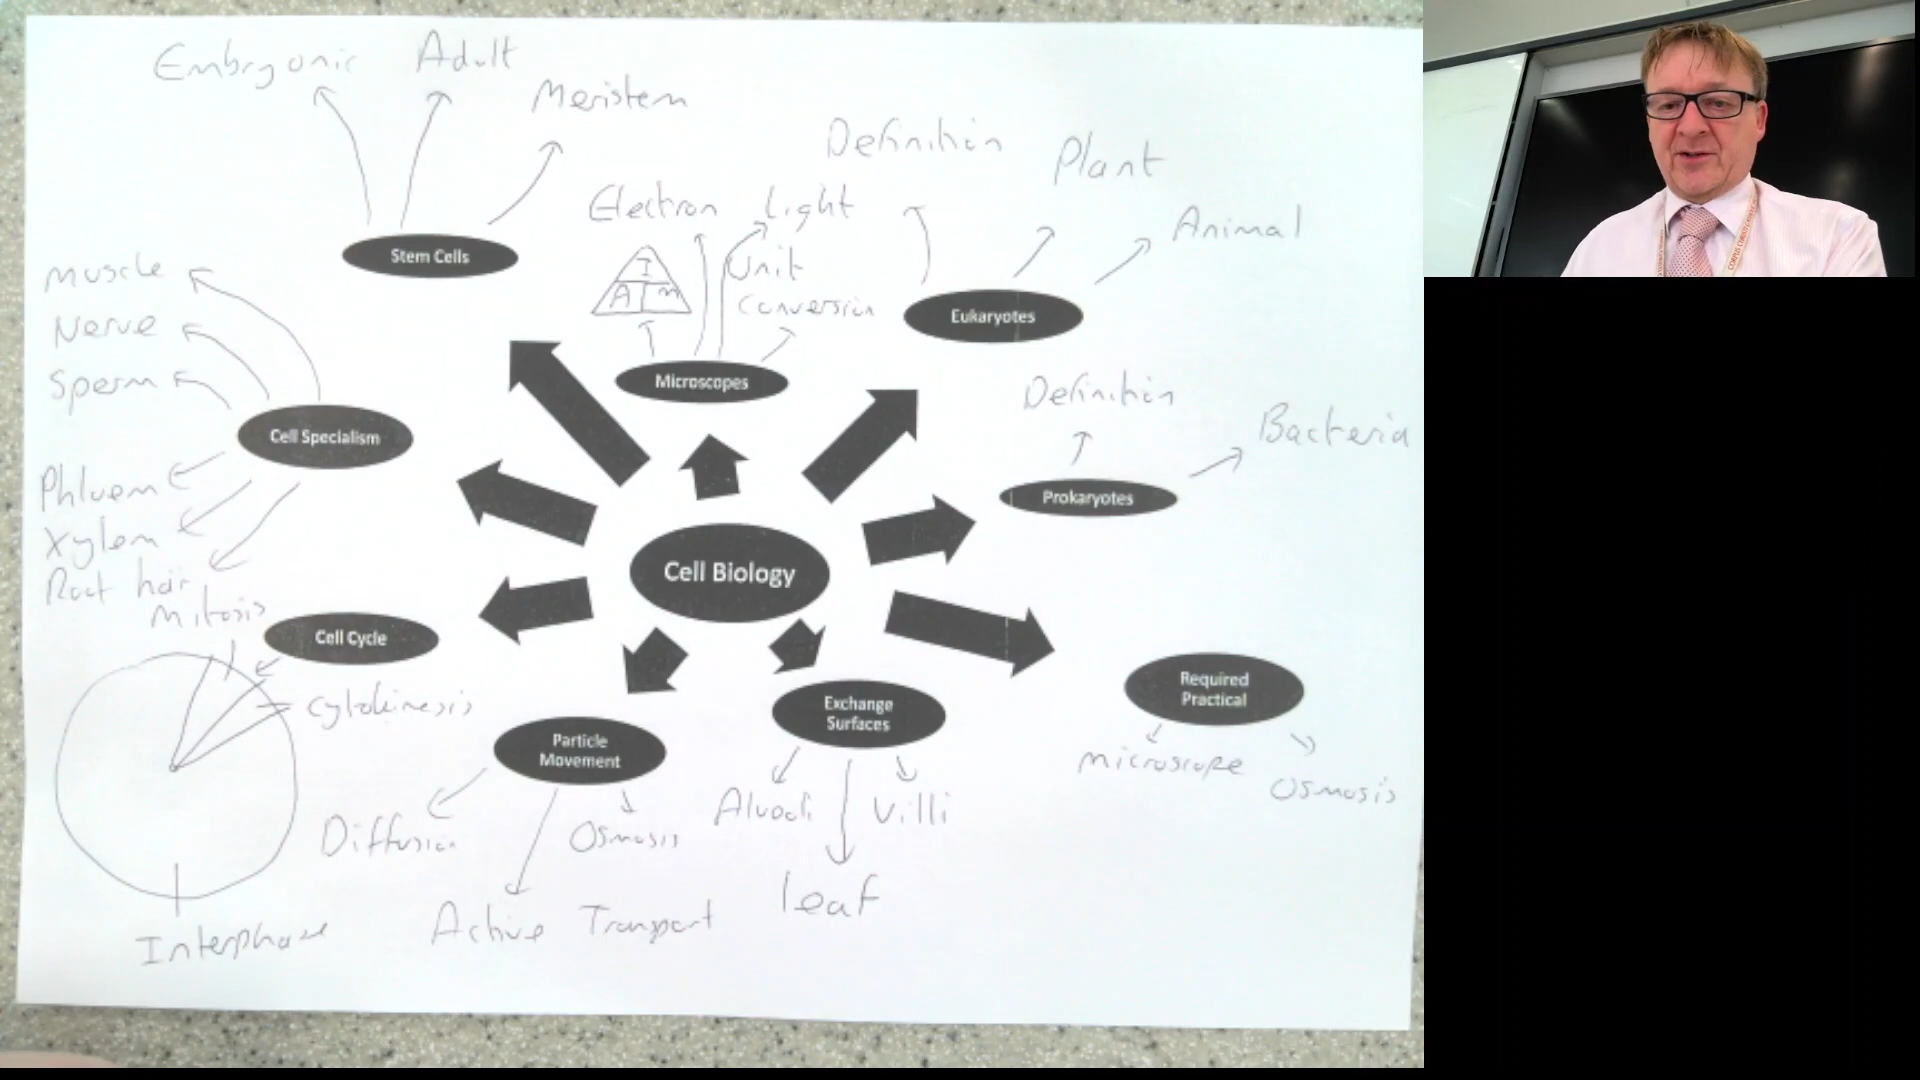 Embryonic
Adult
Meristem
Definition
Plant
Electron
Light
Animal
Stem Cells
Muscle
I
A M
Unit
Conversion
Eukaryotes
Nerve
Sperm
Microscopes
Definition
Bacteria
Cell Specialism
Phloem
Prokaryotes
Xylem
Root hair
Cell Biology
Mitosis
Cell Cycle
Cytokinesis
Required
Practical
Exchange
Surfaces
Particle
Movement
Microscope
Osmosis
Diffusion
Osmosis
Alveoli
Villi
Leaf
Active Transport
Interphase